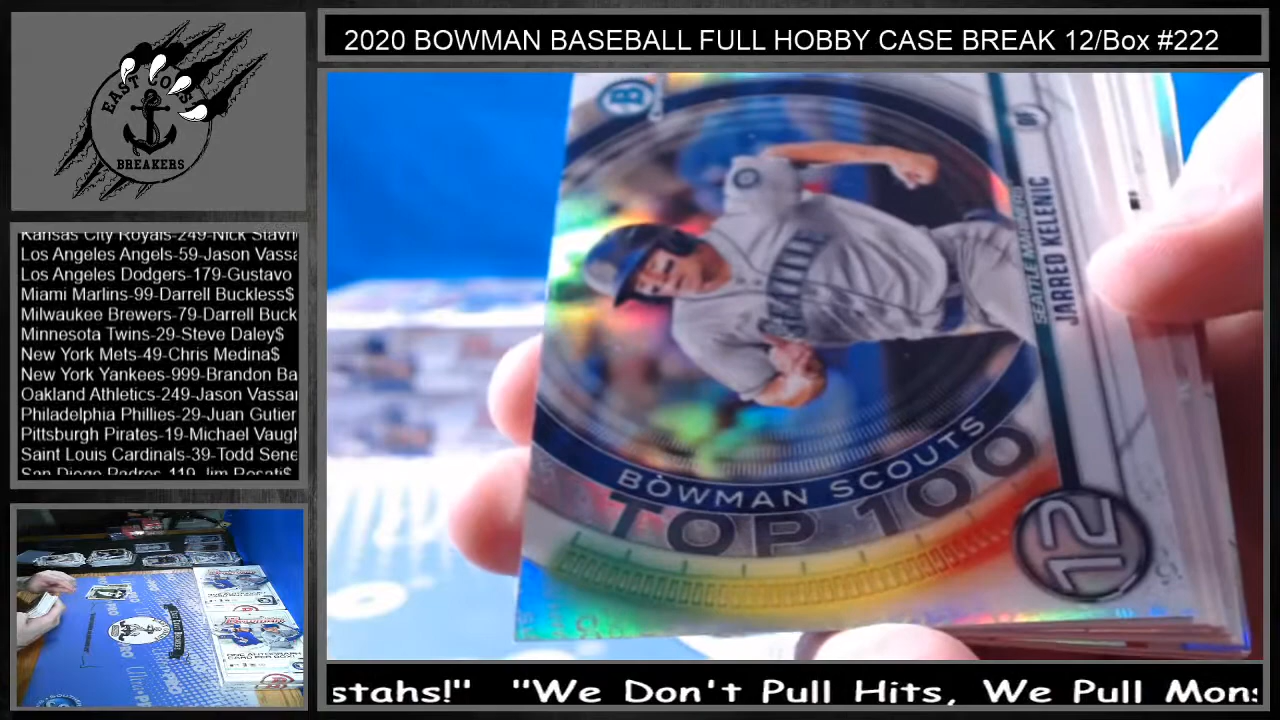 EAST COAST
BREAKERS
2020 BOWMAN BASEBALL FULL HOBBY CASE BREAK 12/Box #222
Kansas City Royals-249-Nick Stavri
Los Angeles Angels-59-Jason Vassa
Los Angeles Dodgers-179-Gustavo
Miami Marlins-99-Darrell Buckless$
Milwaukee Brewers-79-Darrell Buck
Minnesota Twins-29-Steve Daley$
New York Mets-49-Chris Medina$
New York Yankees-999-Brandon Ba
Oakland Athletics-249-Jason Vassar
Philadelphia Phillies-29-Juan Gutier
Pittsburgh Pirates-19-Michael Vaugh
Saint Louis Cardinals-39-Todd Sene
San Diego Padres-119-Jim Rosati$
B
SEATTLE
OF
SEATTLE MARINERS
JARRED KELENIC
BOWMAN SCOUTS
TOP 100
12
stahs!" "We Don't Pull Hits, We Pull Mons